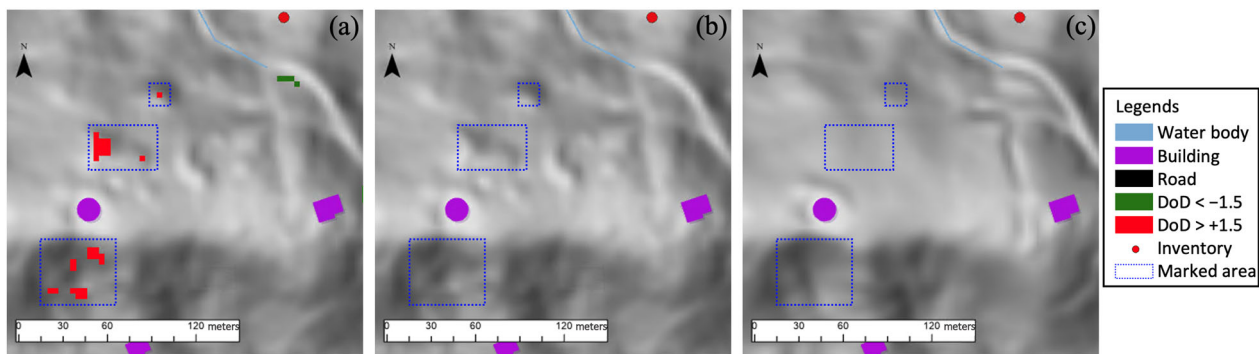 (a)
(b)
(c)
N
N
N
Legends
Water body
Building
Road
DoD < −1.5
DoD > +1.5
Inventory
Marked area
0 30 60 120 meters
0 30 60 120 meters
0 30 60 120 meters